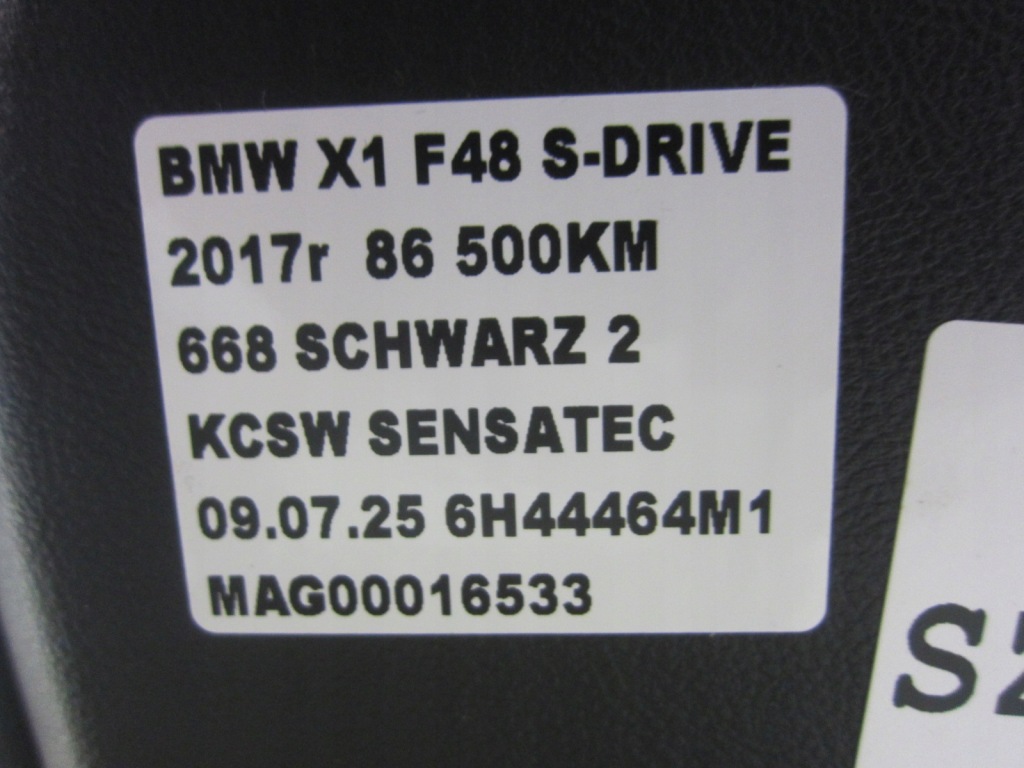 BMW X1 F48 S-DRIVE
2017r 86 500KM
668 SCHWARZ 2
KCSW SENSATEC
09.07.25 6H44464M1
MAG00016533